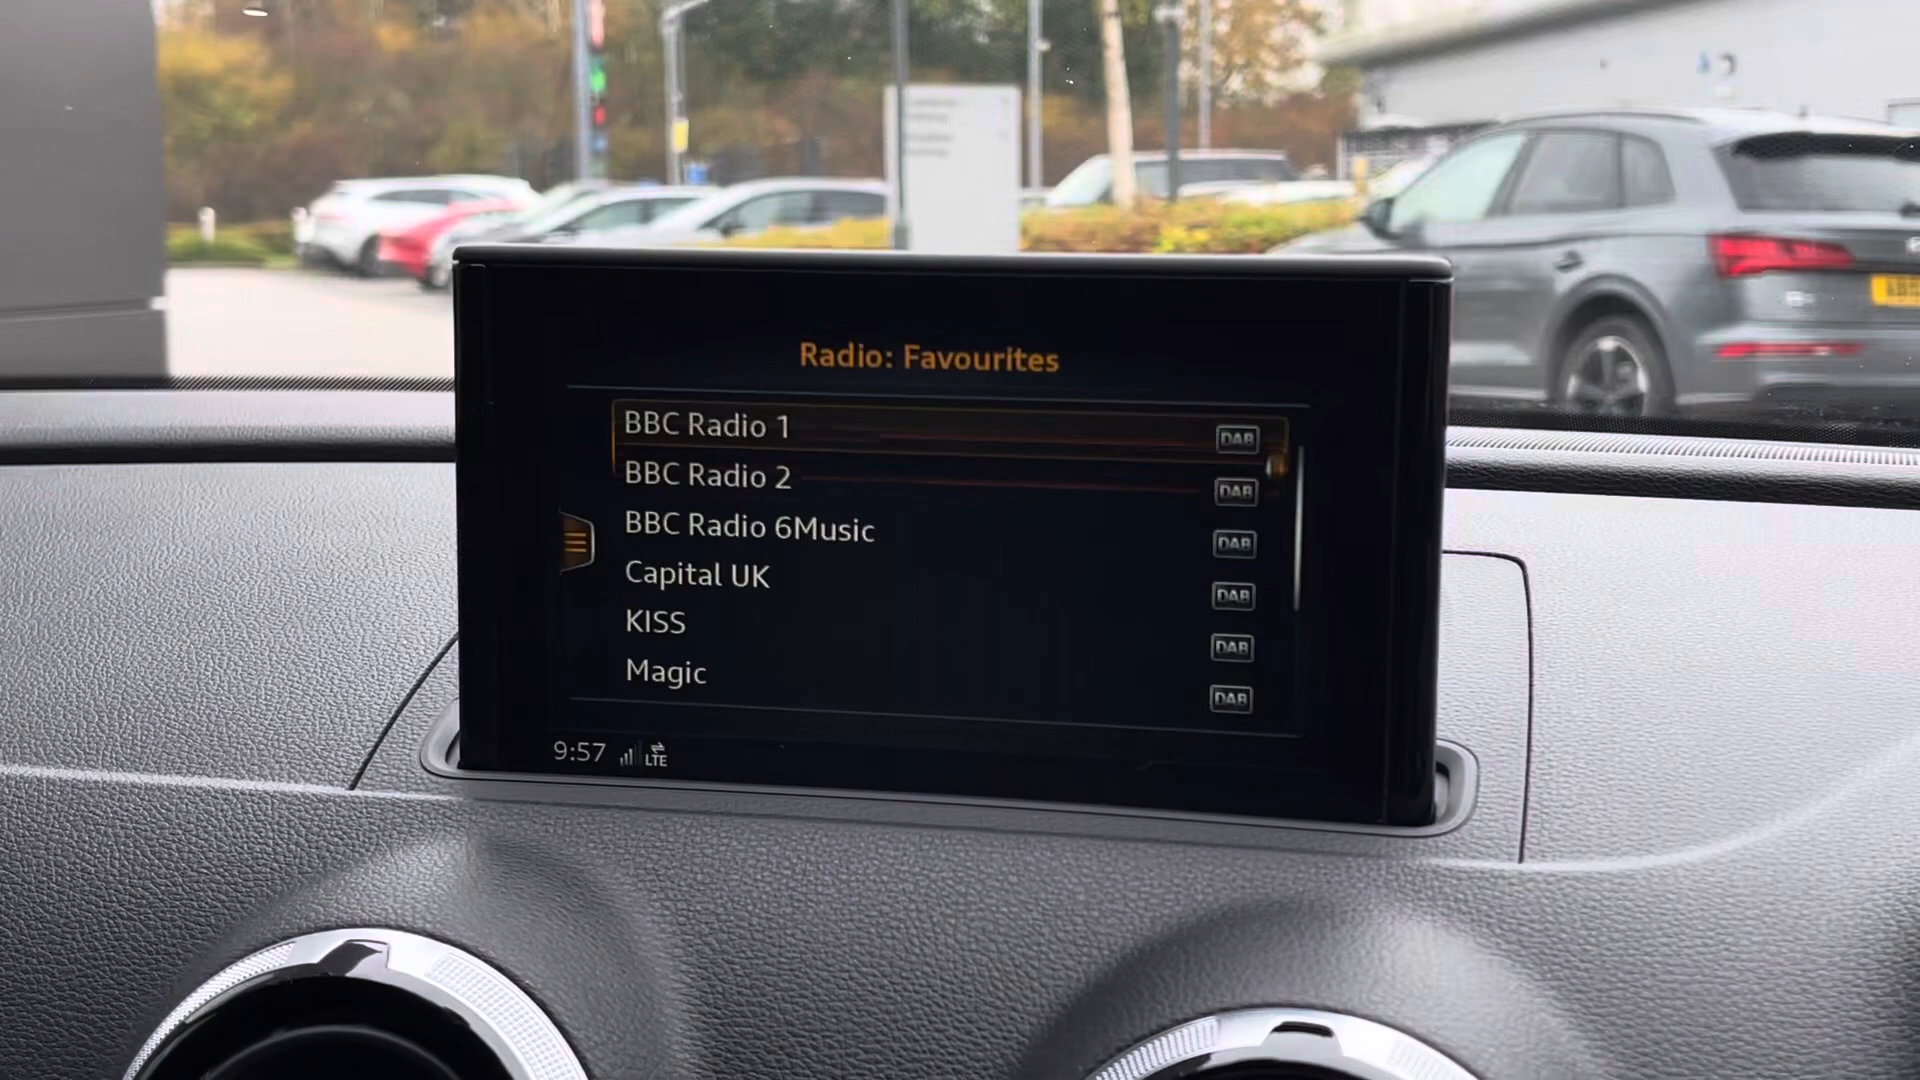 Radio: Favourites
BBC Radio 1 DAB
BBC Radio 2 DAB
BBC Radio 6Music DAB
Capital UK DAB
KISS DAB
Magic DAB
9:57 LTE